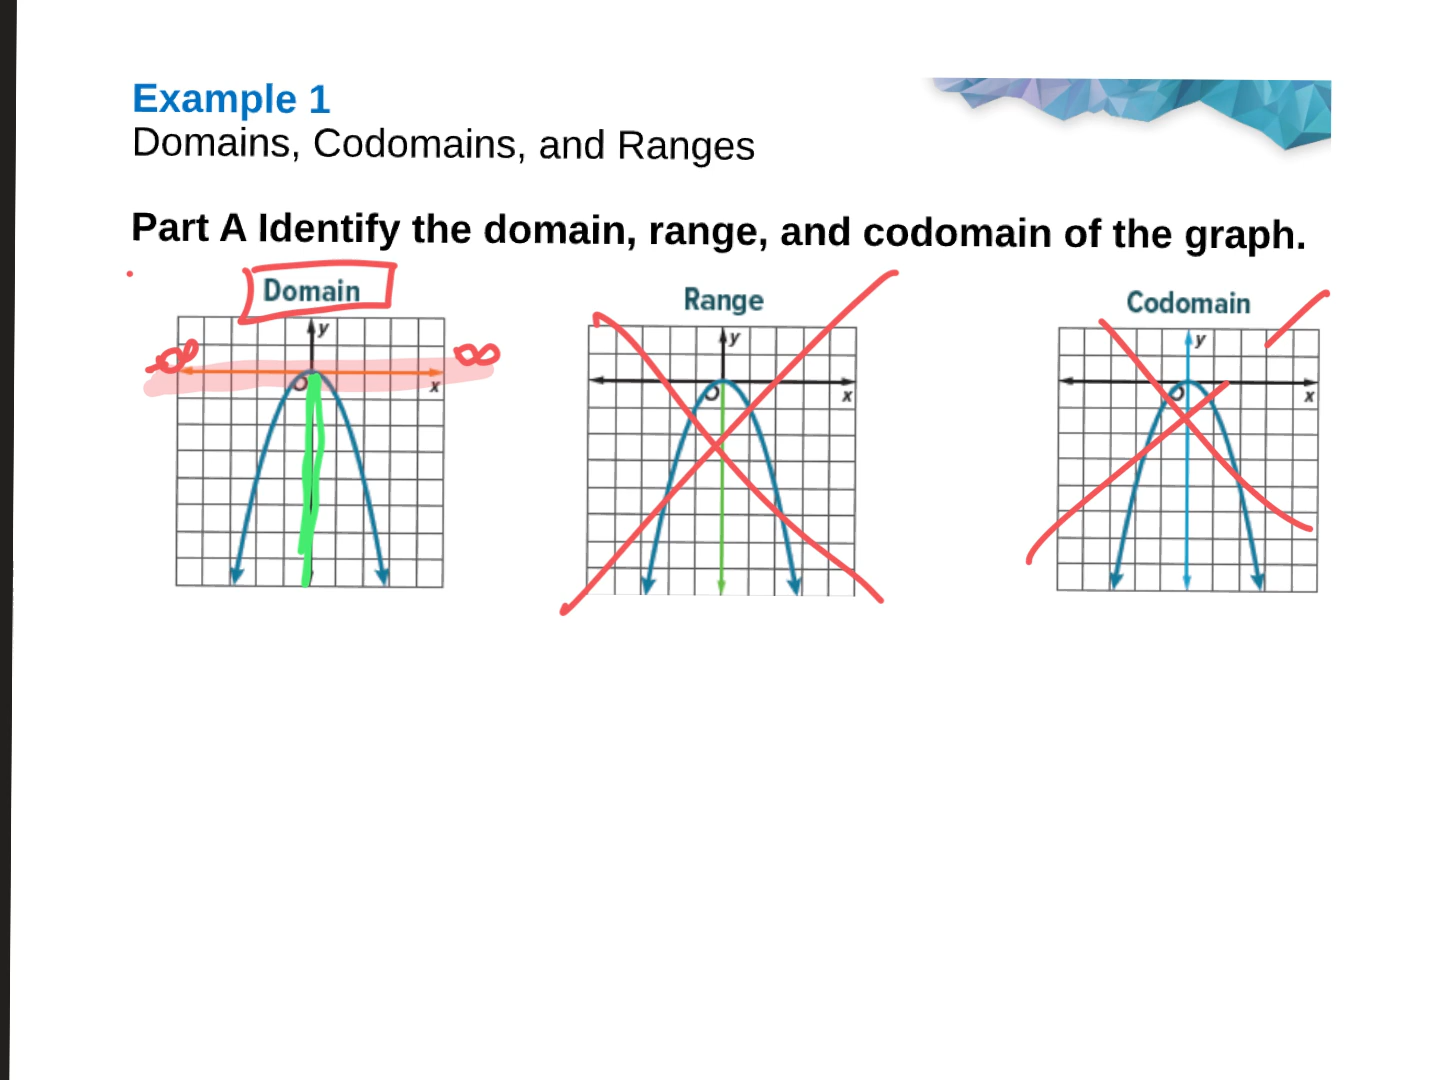 Example 1
Domains, Codomains, and Ranges
Part A Identify the domain, range, and codomain of the graph.
Domain
Range
Codomain
y
y
y
-∞
∞
O
x
O
x
O
x